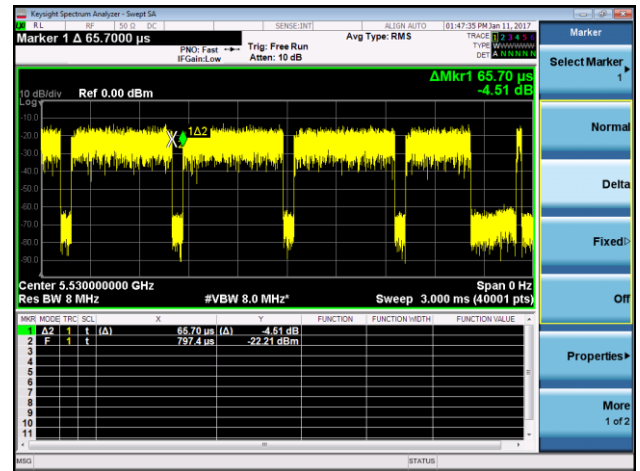 Keysight Spectrum Analyzer - Swept SA
RL RF 50 Ω DC SENSE:INT ALIGN AUTO 01:47:35 PM Jan 11, 2017
Marker 1 Δ 65.7000 µs
PNO: Fast
IFGain:Low
Trig: Free Run
Atten: 10 dB
Avg Type: RMS
TRACE 1 2 3 4 5 6
TYPE WWWWWW
DET A NNNNN
ΔMkr1 65.70 µs
-4.51 dB
10 dB/div Ref 0.00 dBm
Log
-10.0
-20.0
-30.0
-40.0
-50.0
-60.0
-70.0
-80.0
-90.0
X
1Δ2
Center 5.530000000 GHz
Span 0 Hz
Res BW 8 MHz #VBW 8.0 MHz* Sweep 3.000 ms (40001 pts)
MKR MODE TRC SCL X Y FUNCTION FUNCTION WIDTH FUNCTION VALUE
1 Δ2 1 t (Δ) 65.70 µs (Δ) -4.51 dB
2 F 1 t 797.4 µs -22.21 dBm
3
4
5
6
7
8
9
10
11
MSG STATUS
Marker
Select Marker
1
Normal
Delta
Fixed
Off
Properties
More
1 of 2